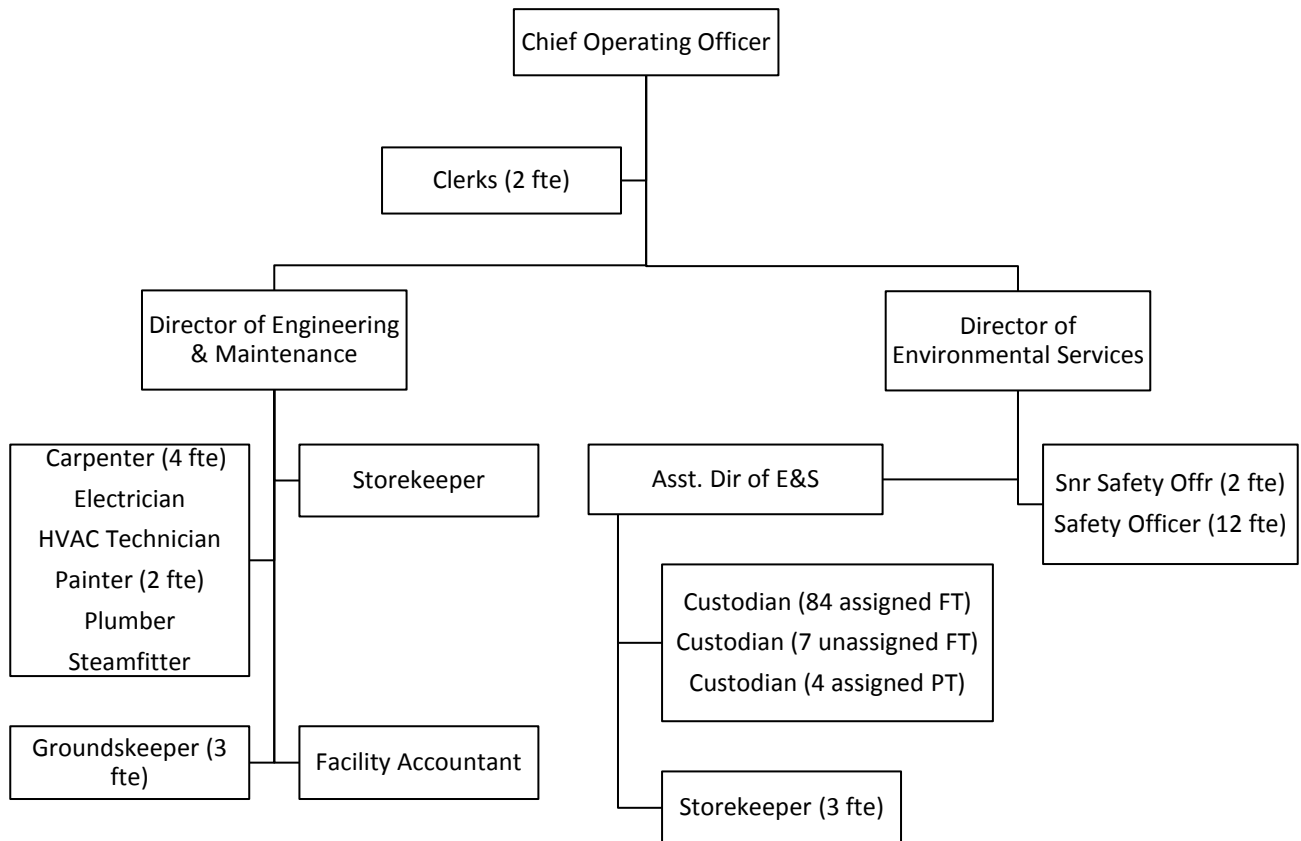 Chief Operating Officer
Clerks (2 fte)
Director of Engineering
& Maintenance
Director of
Environmental Services
Carpenter (4 fte)
Electrician
HVAC Technician
Painter (2 fte)
Plumber
Steamfitter
Storekeeper
Groundskeeper (3
fte)
Facility Accountant
Asst. Dir of E&S
Snr Safety Offr (2 fte)
Safety Officer (12 fte)
Custodian (84 assigned FT)
Custodian (7 unassigned FT)
Custodian (4 assigned PT)
Storekeeper (3 fte)